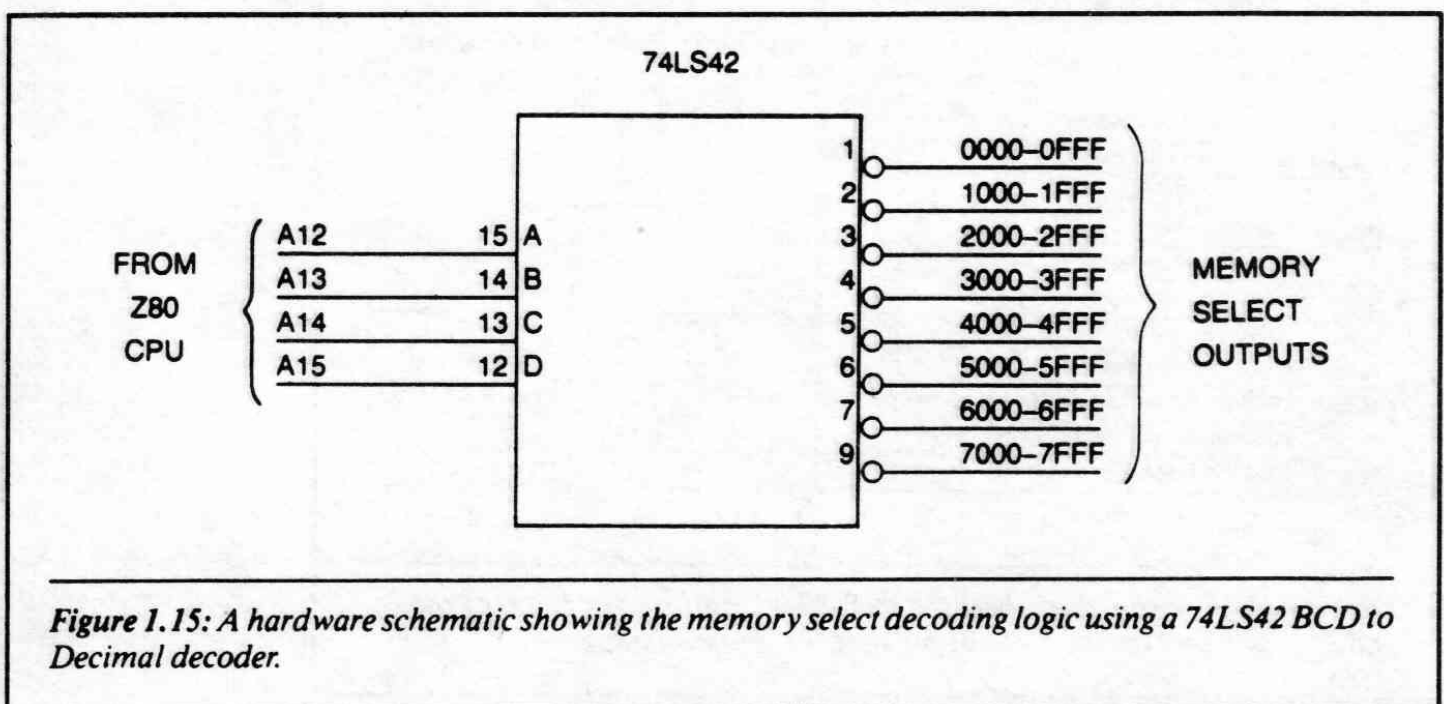 74LS42
FROM
Z80
CPU
A12 15 A
A13 14 B
A14 13 C
A15 12 D
1 0000–0FFF
2 1000–1FFF
3 2000–2FFF
4 3000–3FFF
5 4000–4FFF
6 5000–5FFF
7 6000–6FFF
9 7000–7FFF
MEMORY
SELECT
OUTPUTS
Figure 1.15: A hardware schematic showing the memory select decoding logic using a 74LS42 BCD to
Decimal decoder.